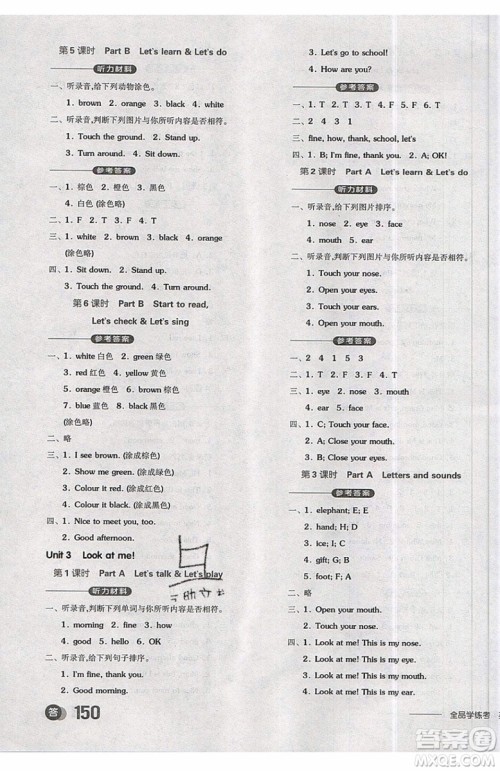 第 5 课时 Part B Let's learn & Let's do
听力材料
一、听录音,给下列动物涂色。
1. brown 2. orange 3. black 4. white
二、听录音,判断下列图片与你所听内容是否相符。
1. Touch the ground. 2. Stand up.
3. Turn around. 4. Sit down.
参考答案
一、1. 棕色 2. 橙色 3. 黑色
4. 白色 (涂色略)
二、1. F 2. T 3. F 4. T
三、1. white 2. brown 3. orange 4. black
(涂色略)
四、1. Sit down. 2. Stand up.
3. Touch the ground. 4. Turn around.
第 6 课时 Part B Start to read,
Let's check & Let's sing
参考答案
一、1. white 白色 2. green 绿色
3. red 红色 4. yellow 黄色
5. orange 橙色 6. black 黑色
7. blue 蓝色 8. brown 棕色
(涂色略)
二、略
三、1. I see brown. (涂成棕色)
2. Show me green. (涂成绿色)
3. Colour it red. (涂成红色)
4. Colour it black. (涂成黑色)
四、1. Nice to meet you, too.
2. Good afternoon.
Unit 3 Look at me!
第 1 课时 Part A Let's talk & Let's play
听力材料
一、听录音,判断下列单词与你所听内容是否相符。
1. morning 2. fine 3. how
4. good 5. hello 6. OK
二、听录音,给下列句子排序。
1. Good morning!
2. Very well, thank you.
答 150
3. Let's go to school!
4. How are you?
参考答案
一、1. T 2. T 3. F 4. F 5. T 6. T
二、2 4 3 1
三、fine, how, thank, school, let's
四、1. B; I'm fine, thank you. 2. A; OK!
第 2 课时 Part A Let's learn & Let's do
听力材料
一、听录音,给下列图片排序。
1. nose 2. eye 3. face
4. ear 5. mouth
二、听录音,判断下列图片与你所听内容是否相符。
1. Touch your nose.
2. Open your eyes.
3. Touch your ears.
4. Open your mouth.
参考答案
一、2 4 1 5 3
二、1. T 2. F 3. F 4. T
三、1. eye 2. nose 3. mouth
4. ear 5. face
四、1. C; Touch your face.
2. A; Open your eyes.
3. B; Open your mouth.
第 3 课时 Part A Letters and sounds
参考答案
一、1. elephant; E; E
2. hand; H
3. ice; I; I
4. gift; G; G
5. face; F; F
二、略
三、略
四、1. Look at me! This is my nose.
2. Look at me! This is my ear.
3. Look at me! This is my eye.
4. Look at me! This is my face.
全品学练考
答案圈
MXQE.COM